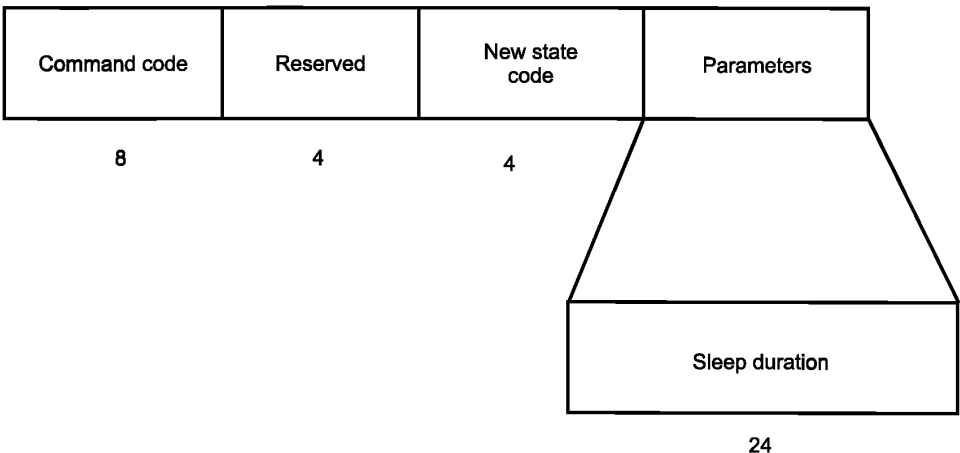 Command code
Reserved
New state
code
Parameters
8
4
4
Sleep duration
24